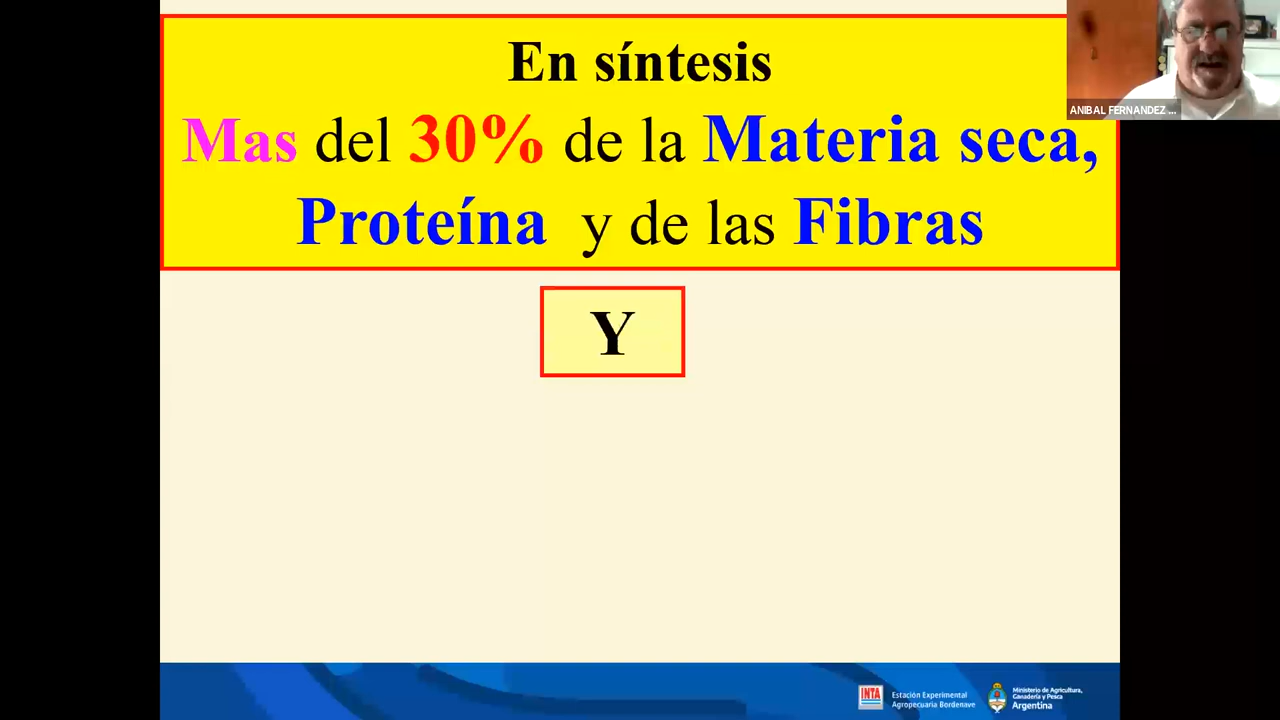 En síntesis
Mas del 30% de la Materia seca,
Proteína y de las Fibras
Y
ANIBAL FERNANDEZ ...
INTA
Estación Experimental
Agropecuaria Bordenave
Ministerio de Agricultura,
Ganadería y Pesca
Argentina